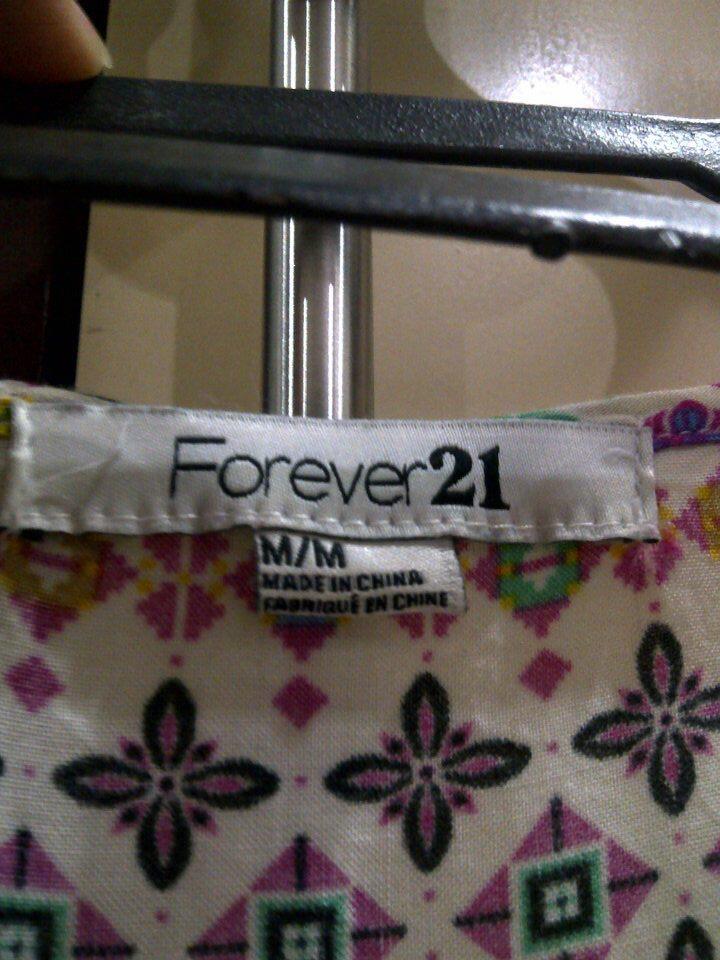 Forever21
M/M
MADE IN CHINA
FABRIQUÉ EN CHINE